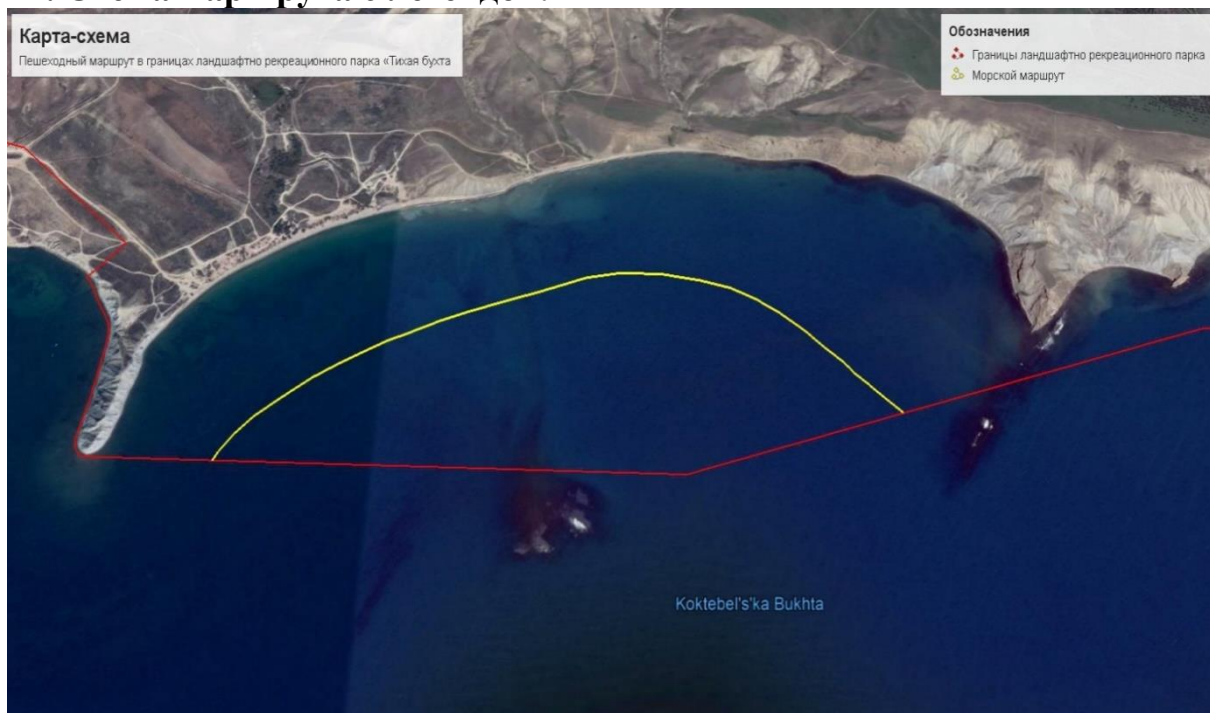 Карта-схема
Пешеходный маршрут в границах ландшафтно рекреационного парка «Тихая бухта
Обозначения
Границы ландшафтно рекреационного парка
Морской маршрут
Koktebel's'ka Bukhta